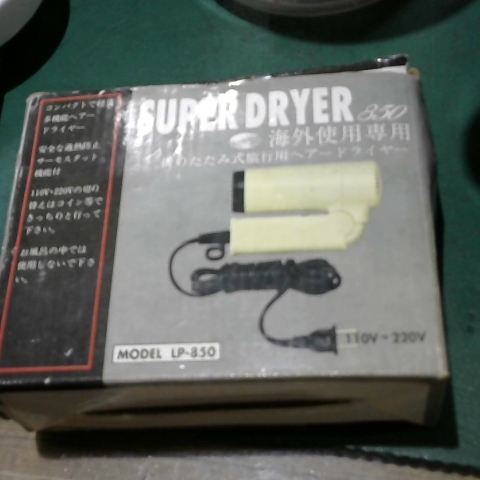 コンパクトで軽量
多機能ヘアー
ドライヤー
安全な過熱防止
サーモスタット
機能付
110V・220Vの切り
替えはコイン等で
きっちりと行って
下さい。
お風呂の中では
使用しないで下さ
い。
SUPER DRYER 850
海外使用専用
折りたたみ式旅行用ヘアードライヤー
110V~220V
MODEL LP-850